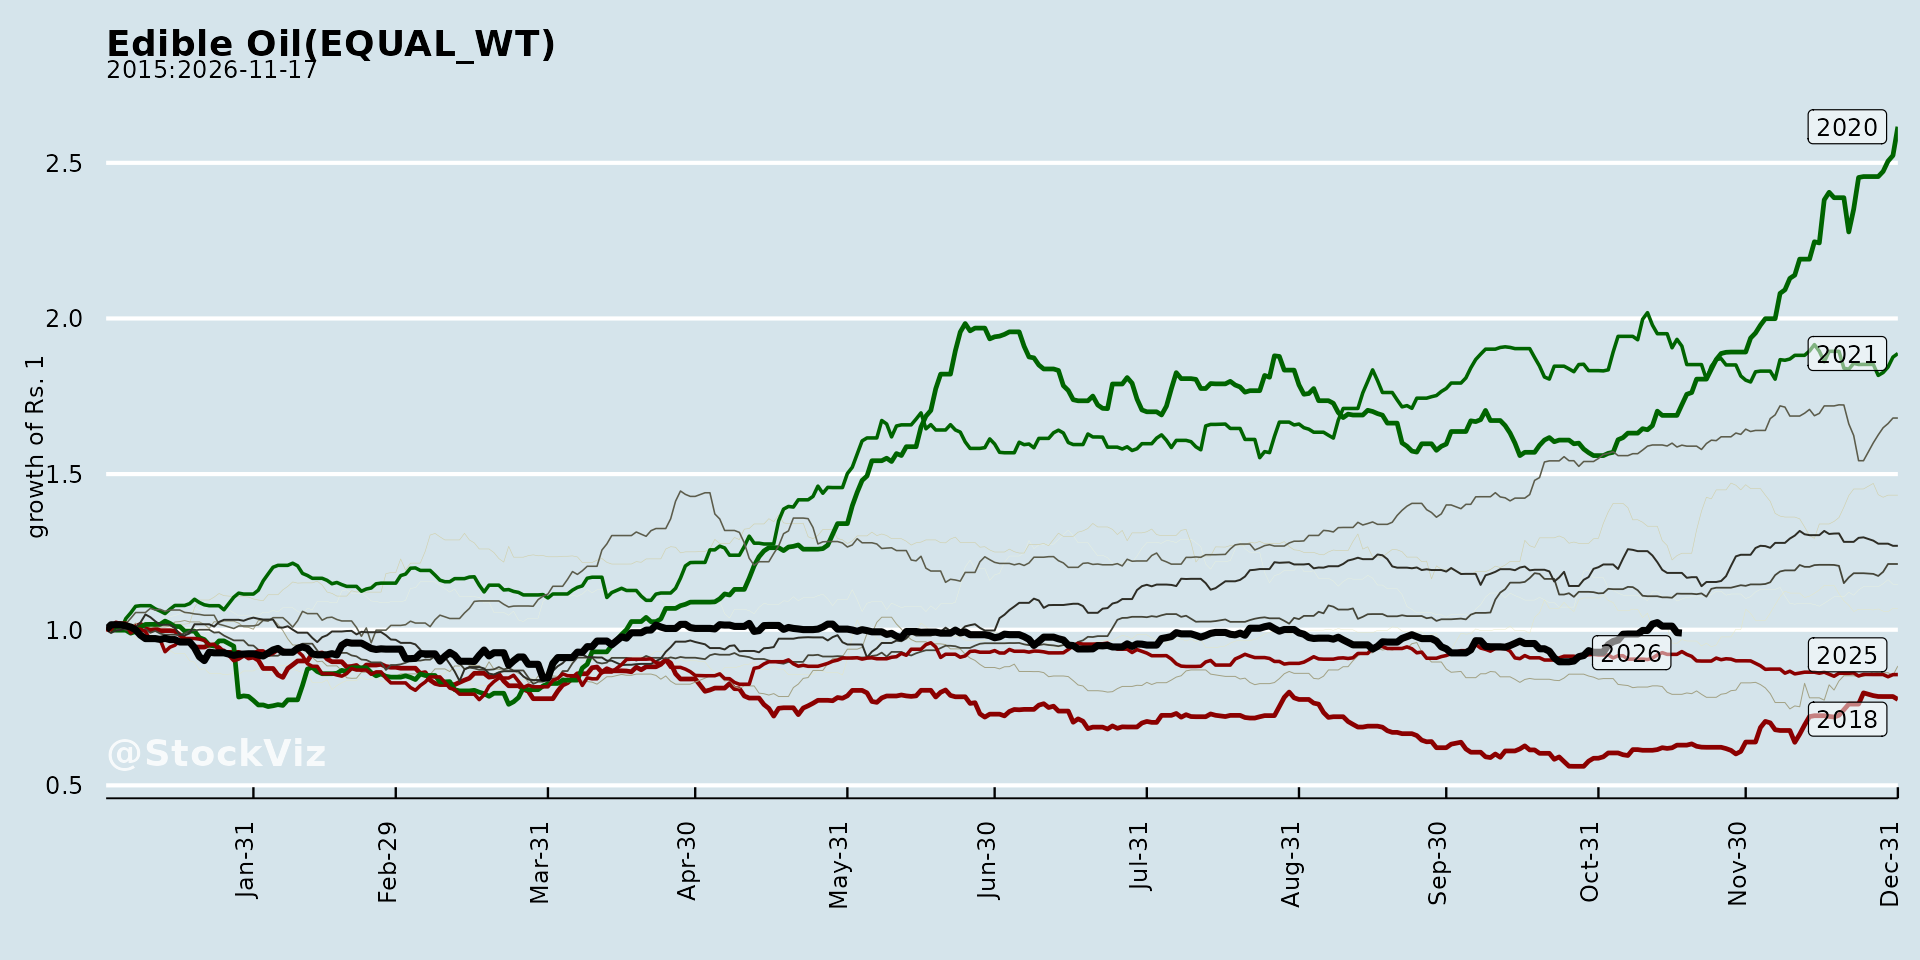 Edible Oil(EQUAL_WT)
2015:2026-11-17
2020
2.5
2.0
2021
growth of Rs. 1
1.5
1.0
2026
2025
2018
@StockViz
0.5
Jan-31
Feb-29
Mar-31
Apr-30
May-31
Jun-30
Jul-31
Aug-31
Sep-30
Oct-31
Nov-30
Dec-31